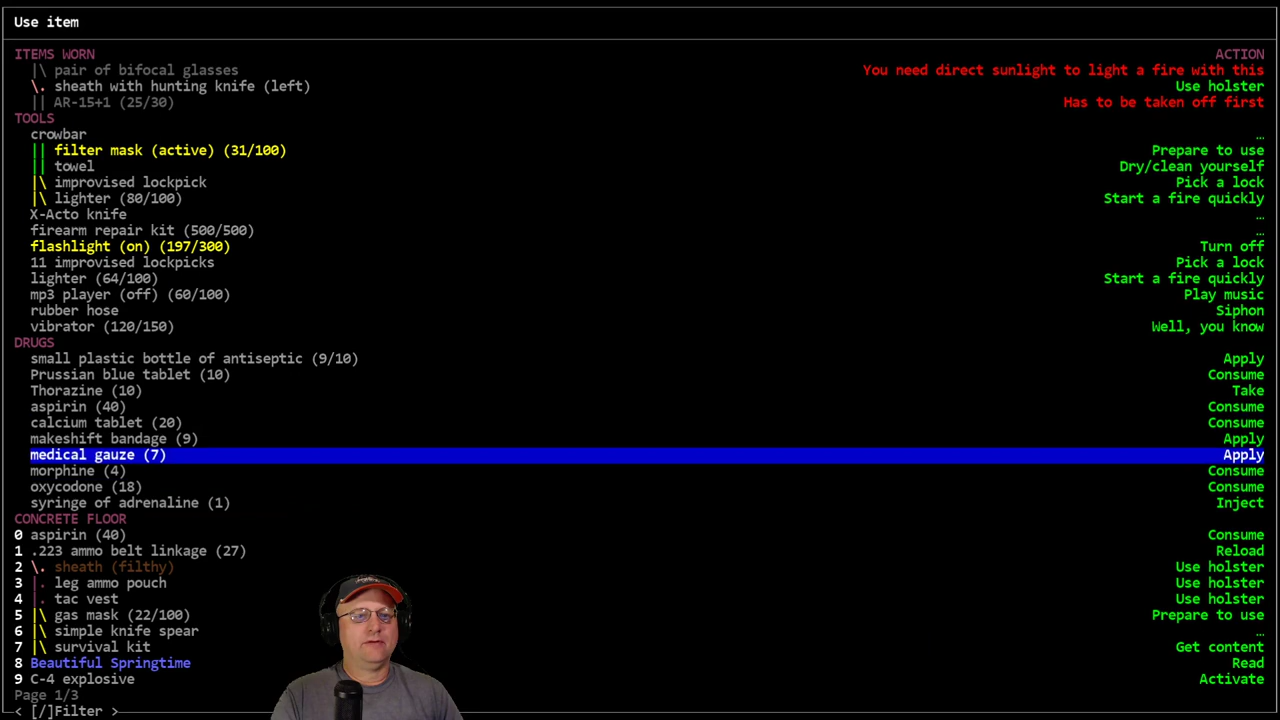 Use item
ITEMS WORN ACTION
|\ pair of bifocal glasses You need direct sunlight to light a fire with this
\. sheath with hunting knife (left) Use holster
|| AR-15+1 (25/30) Has to be taken off first
TOOLS
crowbar …
|| filter mask (active) (31/100) Prepare to use
|| towel Dry/clean yourself
|\ improvised lockpick Pick a lock
|\ lighter (80/100) Start a fire quickly
X-Acto knife …
firearm repair kit (500/500) …
flashlight (on) (197/300) Turn off
11 improvised lockpicks Pick a lock
lighter (64/100) Start a fire quickly
mp3 player (off) (60/100) Play music
rubber hose Siphon
vibrator (120/150) Well, you know
DRUGS
small plastic bottle of antiseptic (9/10) Apply
Prussian blue tablet (10) Consume
Thorazine (10) Take
aspirin (40) Consume
calcium tablet (20) Consume
makeshift bandage (9) Apply
medical gauze (7) Apply
morphine (4) Consume
oxycodone (18) Consume
syringe of adrenaline (1) Inject
CONCRETE FLOOR
0 aspirin (40) Consume
1 .223 ammo belt linkage (27) Reload
2 \. sheath (filthy) Use holster
3 |. leg ammo pouch Use holster
4 |. tac vest Use holster
5 |\ gas mask (22/100) Prepare to use
6 |\ simple knife spear …
7 |\ survival kit Get content
8 Beautiful Springtime Read
9 C-4 explosive Activate
Page 1/3
< [/]Filter >